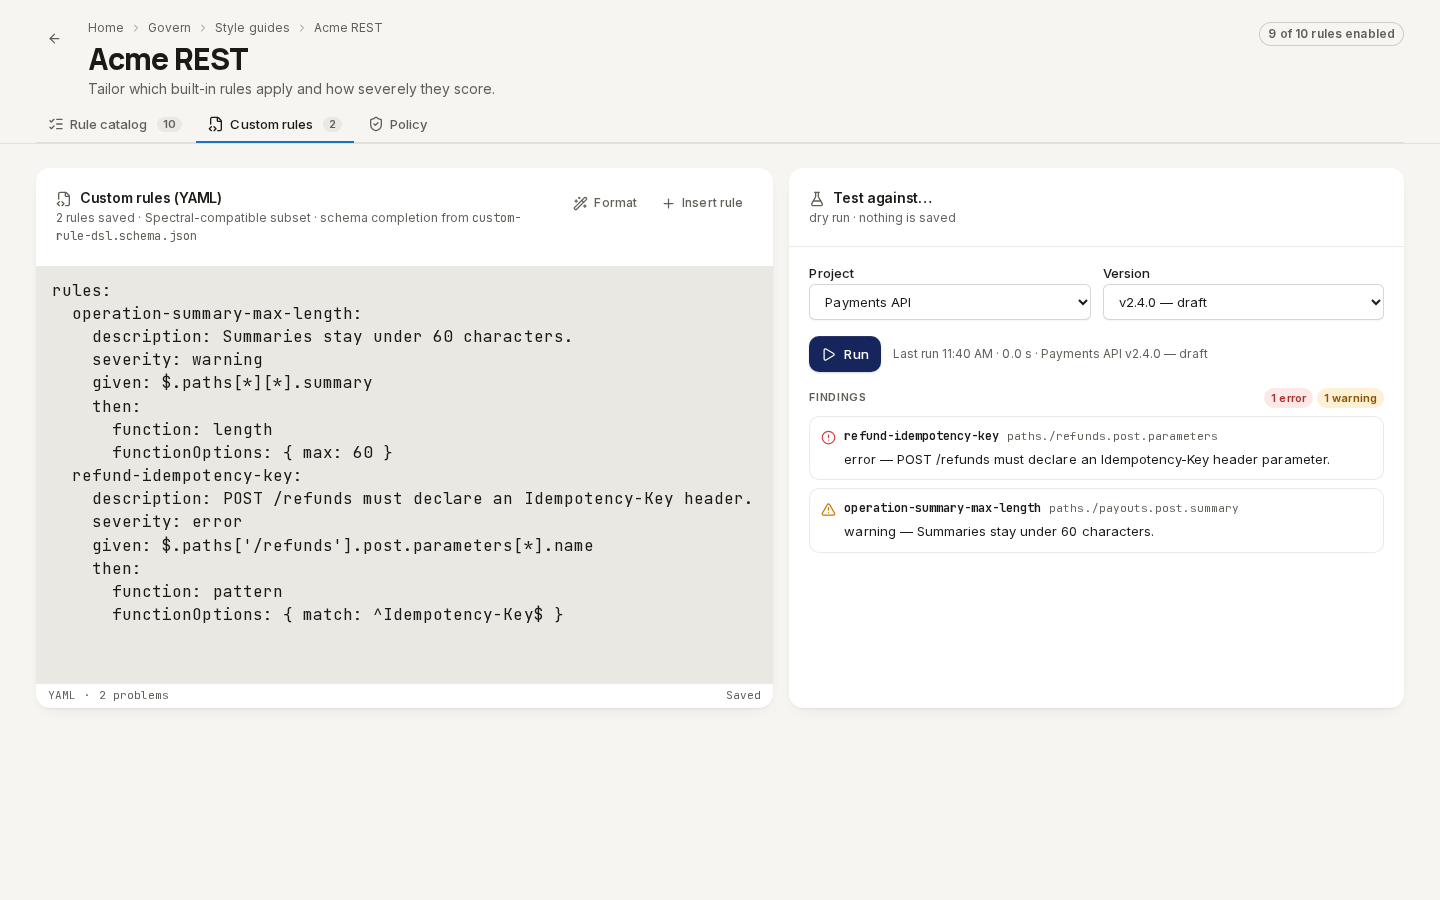 Home > Govern > Style guides > Acme REST
Acme REST
Tailor which built-in rules apply and how severely they score.
9 of 10 rules enabled
Rule catalog 10
Custom rules 2
Policy
Custom rules (YAML)
2 rules saved · Spectral-compatible subset · schema completion from custom-
rule-dsl.schema.json
Format
Insert rule
rules:
  operation-summary-max-length:
    description: Summaries stay under 60 characters.
    severity: warning
    given: $.paths[*][*].summary
    then:
      function: length
      functionOptions: { max: 60 }
  refund-idempotency-key:
    description: POST /refunds must declare an Idempotency-Key header.
    severity: error
    given: $.paths['/refunds'].post.parameters[*].name
    then:
      function: pattern
      functionOptions: { match: ^Idempotency-Key$ }
YAML · 2 problems
Saved
Test against…
dry run · nothing is saved
Project
Payments API
Version
v2.4.0 — draft
Run
Last run 11:40 AM · 0.0 s · Payments API v2.4.0 — draft
FINDINGS
1 error
1 warning
refund-idempotency-key paths./refunds.post.parameters
error — POST /refunds must declare an Idempotency-Key header parameter.
operation-summary-max-length paths./payouts.post.summary
warning — Summaries stay under 60 characters.